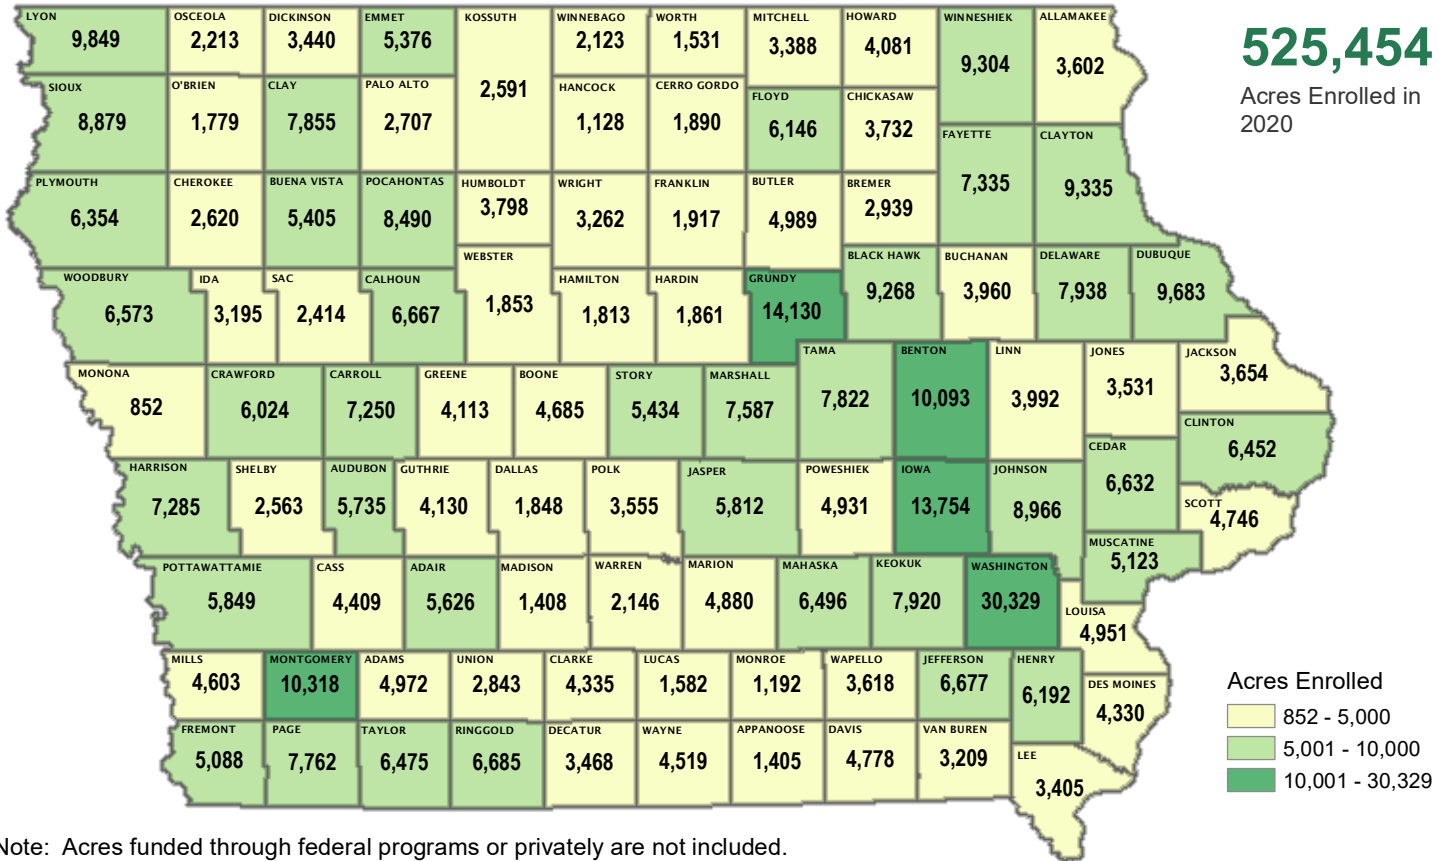 LYON
9,849
OSCEOLA
2,213
DICKINSON
3,440
EMMET
5,376
KOSSUTH
2,591
WINNEBAGO
2,123
WORTH
1,531
MITCHELL
3,388
HOWARD
4,081
WINNESHIEK
9,304
ALLAMAKEE
3,602
525,454
Acres Enrolled in
2020
SIOUX
8,879
O'BRIEN
1,779
CLAY
7,855
PALO ALTO
2,707
HANCOCK
1,128
CERRO GORDO
1,890
FLOYD
6,146
CHICKASAW
3,732
FAYETTE
7,335
CLAYTON
9,335
PLYMOUTH
6,354
CHEROKEE
2,620
BUENA VISTA
5,405
POCAHONTAS
8,490
HUMBOLDT
3,798
WRIGHT
3,262
FRANKLIN
1,917
BUTLER
4,989
BREMER
2,939
WOODBURY
6,573
IDA
3,195
SAC
2,414
CALHOUN
6,667
WEBSTER
1,853
HAMILTON
1,813
HARDIN
1,861
GRUNDY
14,130
BLACK HAWK
9,268
BUCHANAN
3,960
DELAWARE
7,938
DUBUQUE
9,683
MONONA
852
CRAWFORD
6,024
CARROLL
7,250
GREENE
4,113
BOONE
4,685
STORY
5,434
MARSHALL
7,587
TAMA
7,822
BENTON
10,093
LINN
3,992
JONES
3,531
JACKSON
3,654
CLINTON
6,452
HARRISON
7,285
SHELBY
2,563
AUDUBON
5,735
GUTHRIE
4,130
DALLAS
1,848
POLK
3,555
JASPER
5,812
POWESHIEK
4,931
IOWA
13,754
JOHNSON
8,966
CEDAR
6,632
SCOTT
4,746
MUSCATINE
5,123
POTTAWATTAMIE
5,849
CASS
4,409
ADAIR
5,626
MADISON
1,408
WARREN
2,146
MARION
4,880
MAHASKA
6,496
KEOKUK
7,920
WASHINGTON
30,329
LOUISA
4,951
MILLS
4,603
MONTGOMERY
10,318
ADAMS
4,972
UNION
2,843
CLARKE
4,335
LUCAS
1,582
MONROE
1,192
WAPELLO
3,618
JEFFERSON
6,677
HENRY
6,192
DES MOINES
4,330
FREMONT
5,088
PAGE
7,762
TAYLOR
6,475
RINGGOLD
6,685
DECATUR
3,468
WAYNE
4,519
APPANOOSE
1,405
DAVIS
4,778
VAN BUREN
3,209
LEE
3,405
Acres Enrolled
852 - 5,000
5,001 - 10,000
10,001 - 30,329
Note: Acres funded through federal programs or privately are not included.